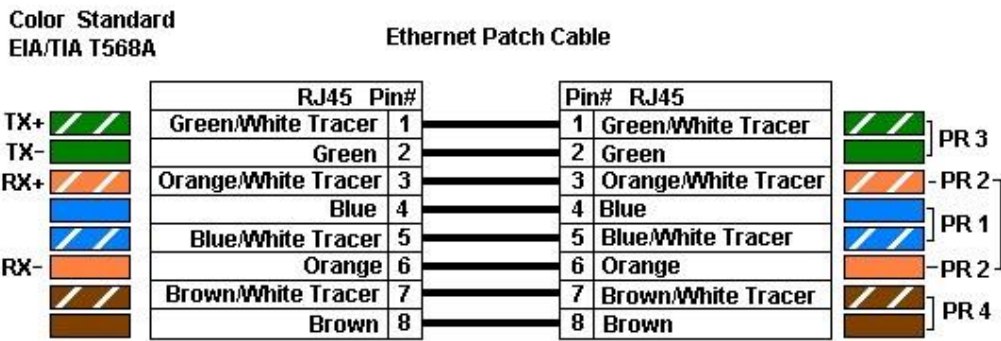 Color Standard
EIA/TIA T568A
Ethernet Patch Cable
RJ45 Pin#
Pin# RJ45
TX+ Green/White Tracer 1
1 Green/White Tracer
TX- Green 2
2 Green
PR 3
RX+ Orange/White Tracer 3
3 Orange/White Tracer
PR 2
Blue 4
4 Blue
PR 1
Blue/White Tracer 5
5 Blue/White Tracer
RX- Orange 6
6 Orange
PR 2
Brown/White Tracer 7
7 Brown/White Tracer
PR 4
Brown 8
8 Brown